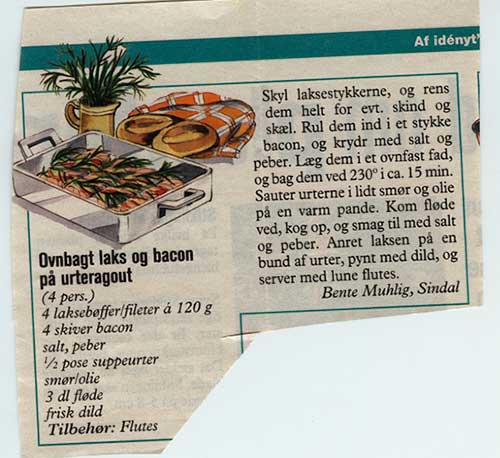 Af idényt
Ovnbagt laks og bacon
på urteragout
(4 pers.)
4 laksebøffer/fileter á 120 g
4 skiver bacon
salt, peber
1/2 pose suppeurter
smør/olie
3 dl fløde
frisk dild
Tilbehør: Flutes
Skyl laksestykkerne, og rens
dem helt for evt. skind og
skæl. Rul dem ind i et stykke
bacon, og krydr med salt og
peber. Læg dem i et ovnfast fad,
og bag dem ved 230° i ca. 15 min.
Sauter urterne i lidt smør og olie
på en varm pande. Kom fløde
ved, kog op, og smag til med salt
og peber. Anret laksen på en
bund af urter, pynt med dild, og
server med lune flutes.
Bente Muhlig, Sindal